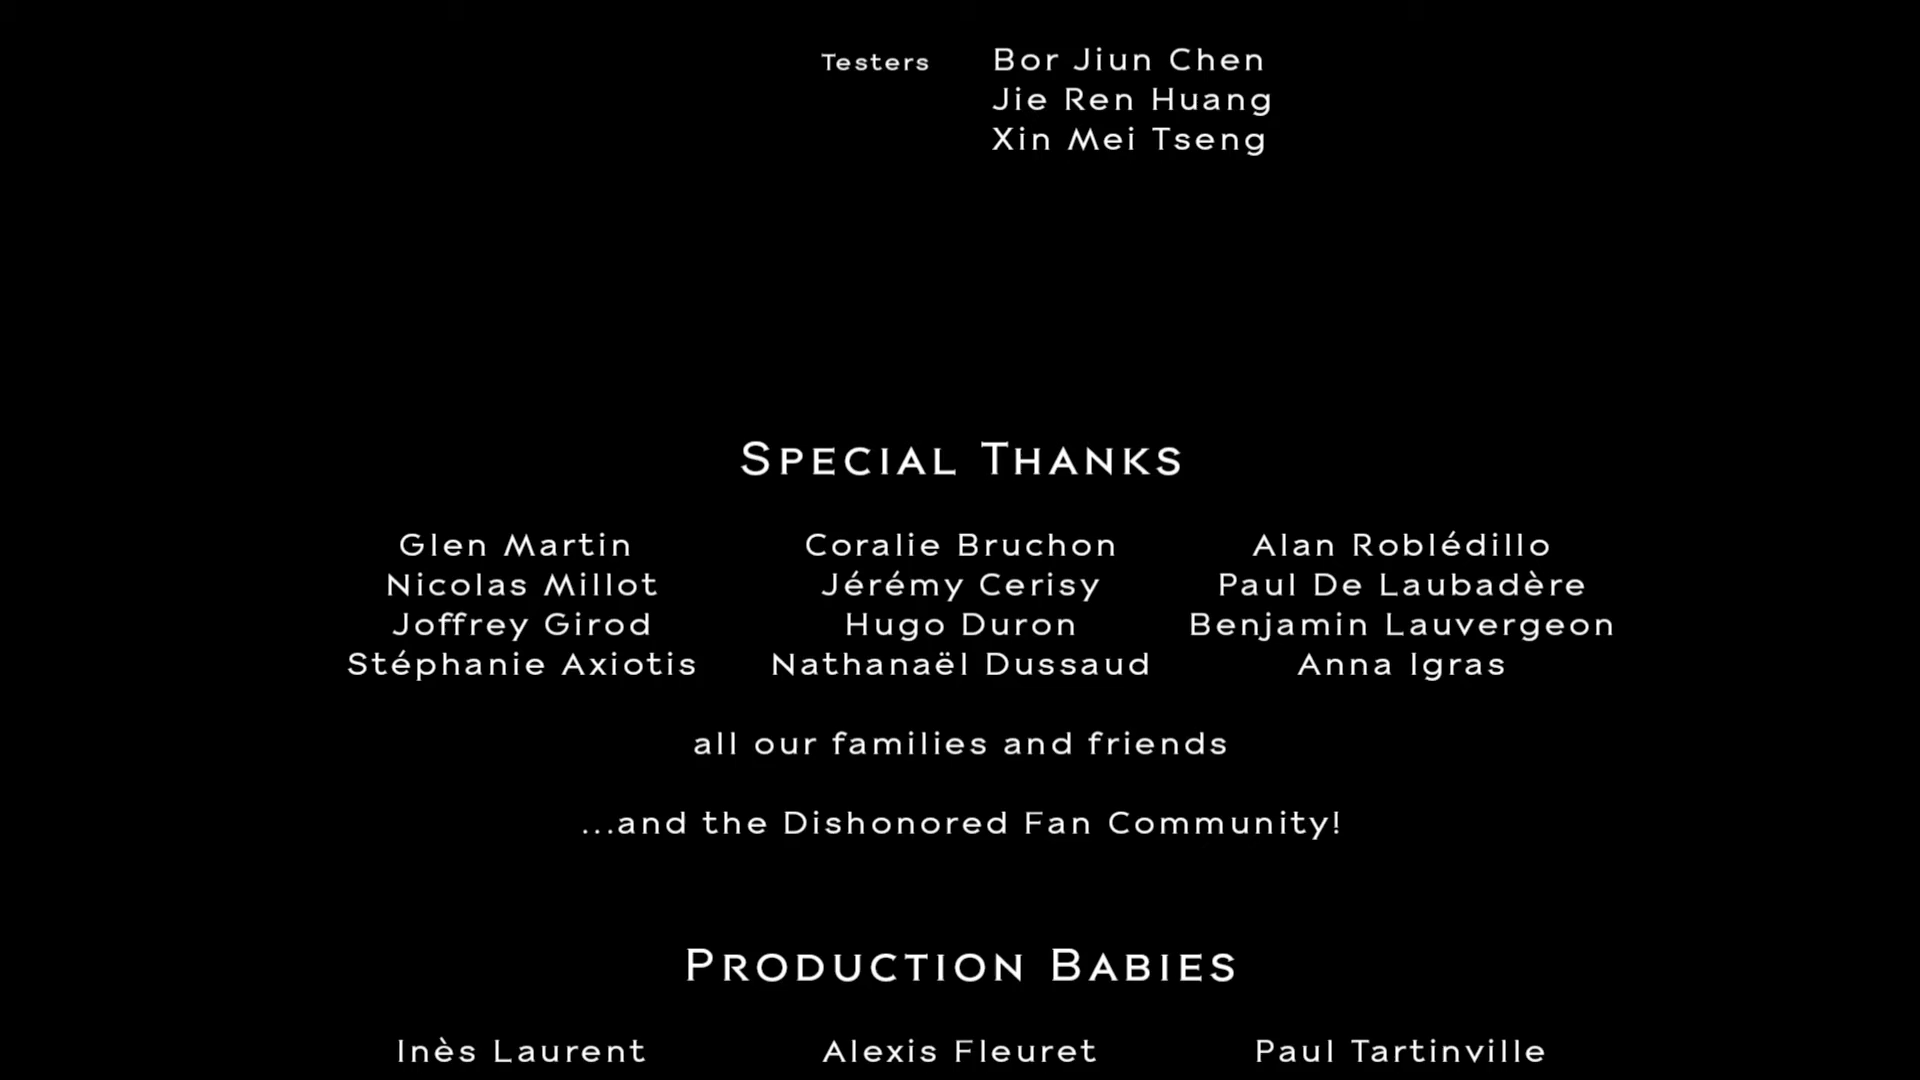 Testers Bor Jiun Chen
Jie Ren Huang
Xin Mei Tseng
Special Thanks
Glen Martin Coralie Bruchon Alan Roblédillo
Nicolas Millot Jérémy Cerisy Paul De Laubadère
Joffrey Girod Hugo Duron Benjamin Lauvergeon
Stéphanie Axiotis Nathanaël Dussaud Anna Igras
all our families and friends
...and the Dishonored Fan Community!
Production Babies
Inès Laurent Alexis Fleuret Paul Tartinville